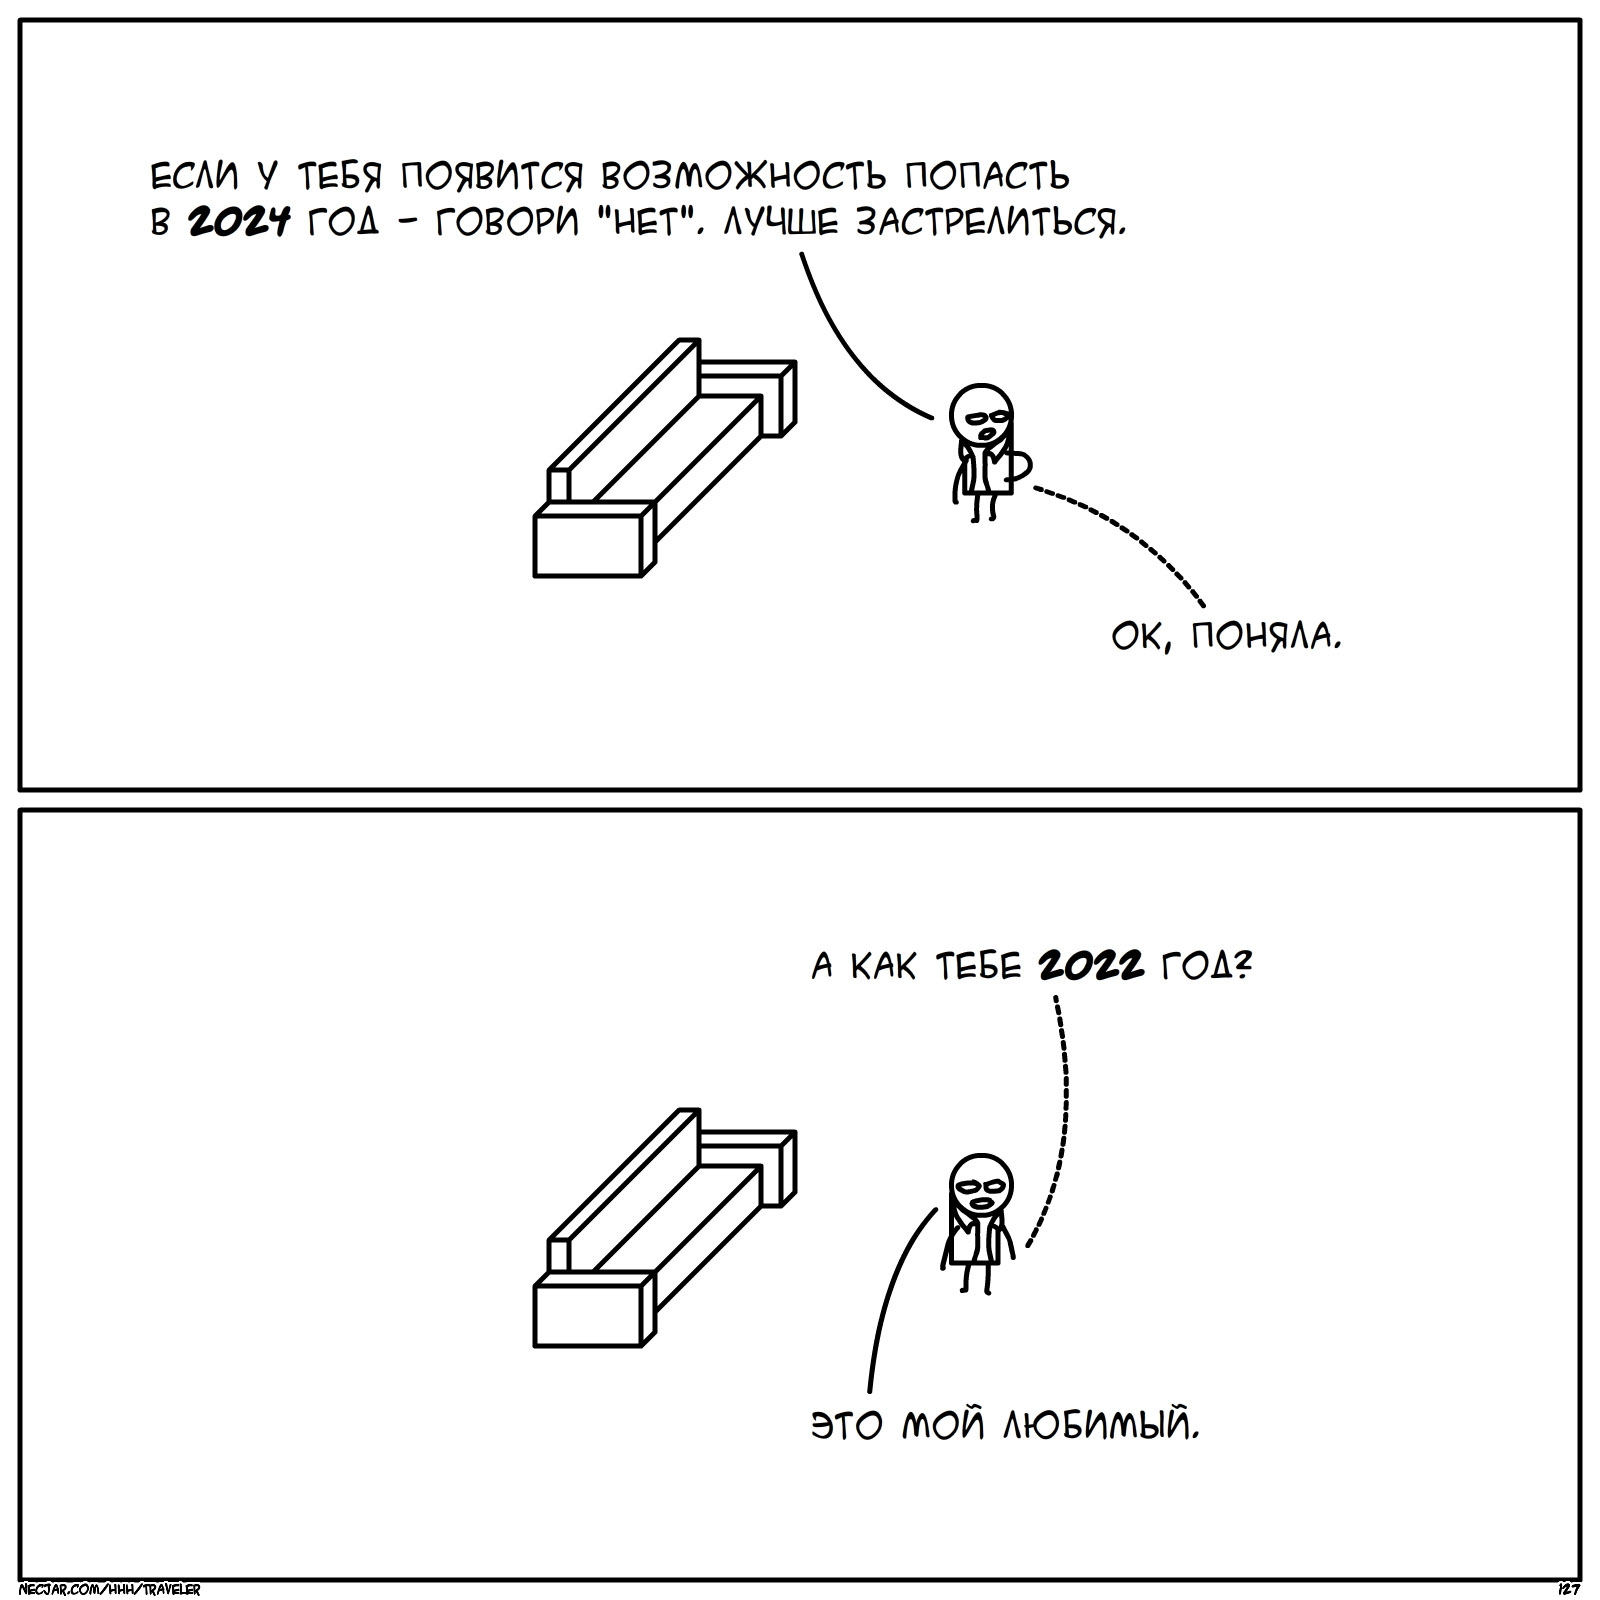 ЕСЛИ У ТЕБЯ ПОЯВИТСЯ ВОЗМОЖНОСТЬ ПОПАСТЬ
В 2024 ГОД - ГОВОРИ "НЕТ". ЛУЧШЕ ЗАСТРЕЛИТЬСЯ.
ОК, ПОНЯЛА.
А КАК ТЕБЕ 2022 ГОД?
ЭТО МОЙ ЛЮБИМЫЙ.
NECJAR.COM/HHH/TRAVELER
127